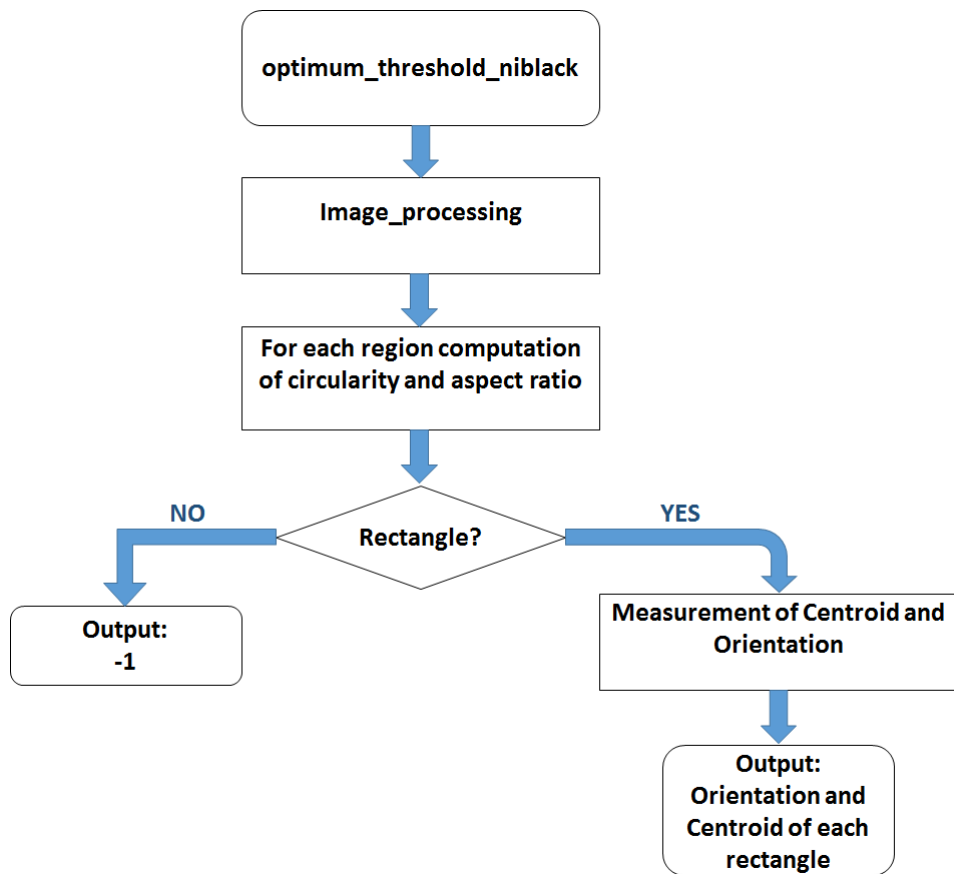 optimum_threshold_niblack
Image_processing
For each region computation
of circularity and aspect ratio
Rectangle?
NO
YES
Output:
-1
Measurement of Centroid and
Orientation
Output:
Orientation and
Centroid of each
rectangle